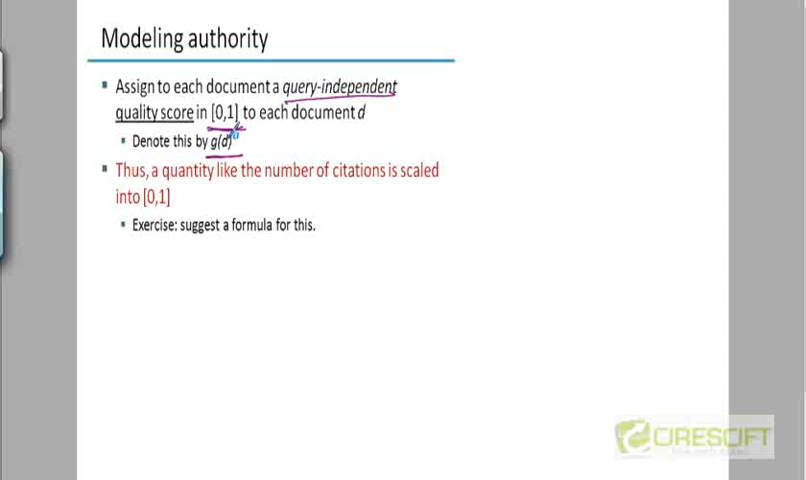 Modeling authority
Assign to each document a query-independent
quality score in [0,1] to each document d
Denote this by g(d)
Thus, a quantity like the number of citations is scaled
into [0,1]
Exercise: suggest a formula for this.
CIRESCIFT